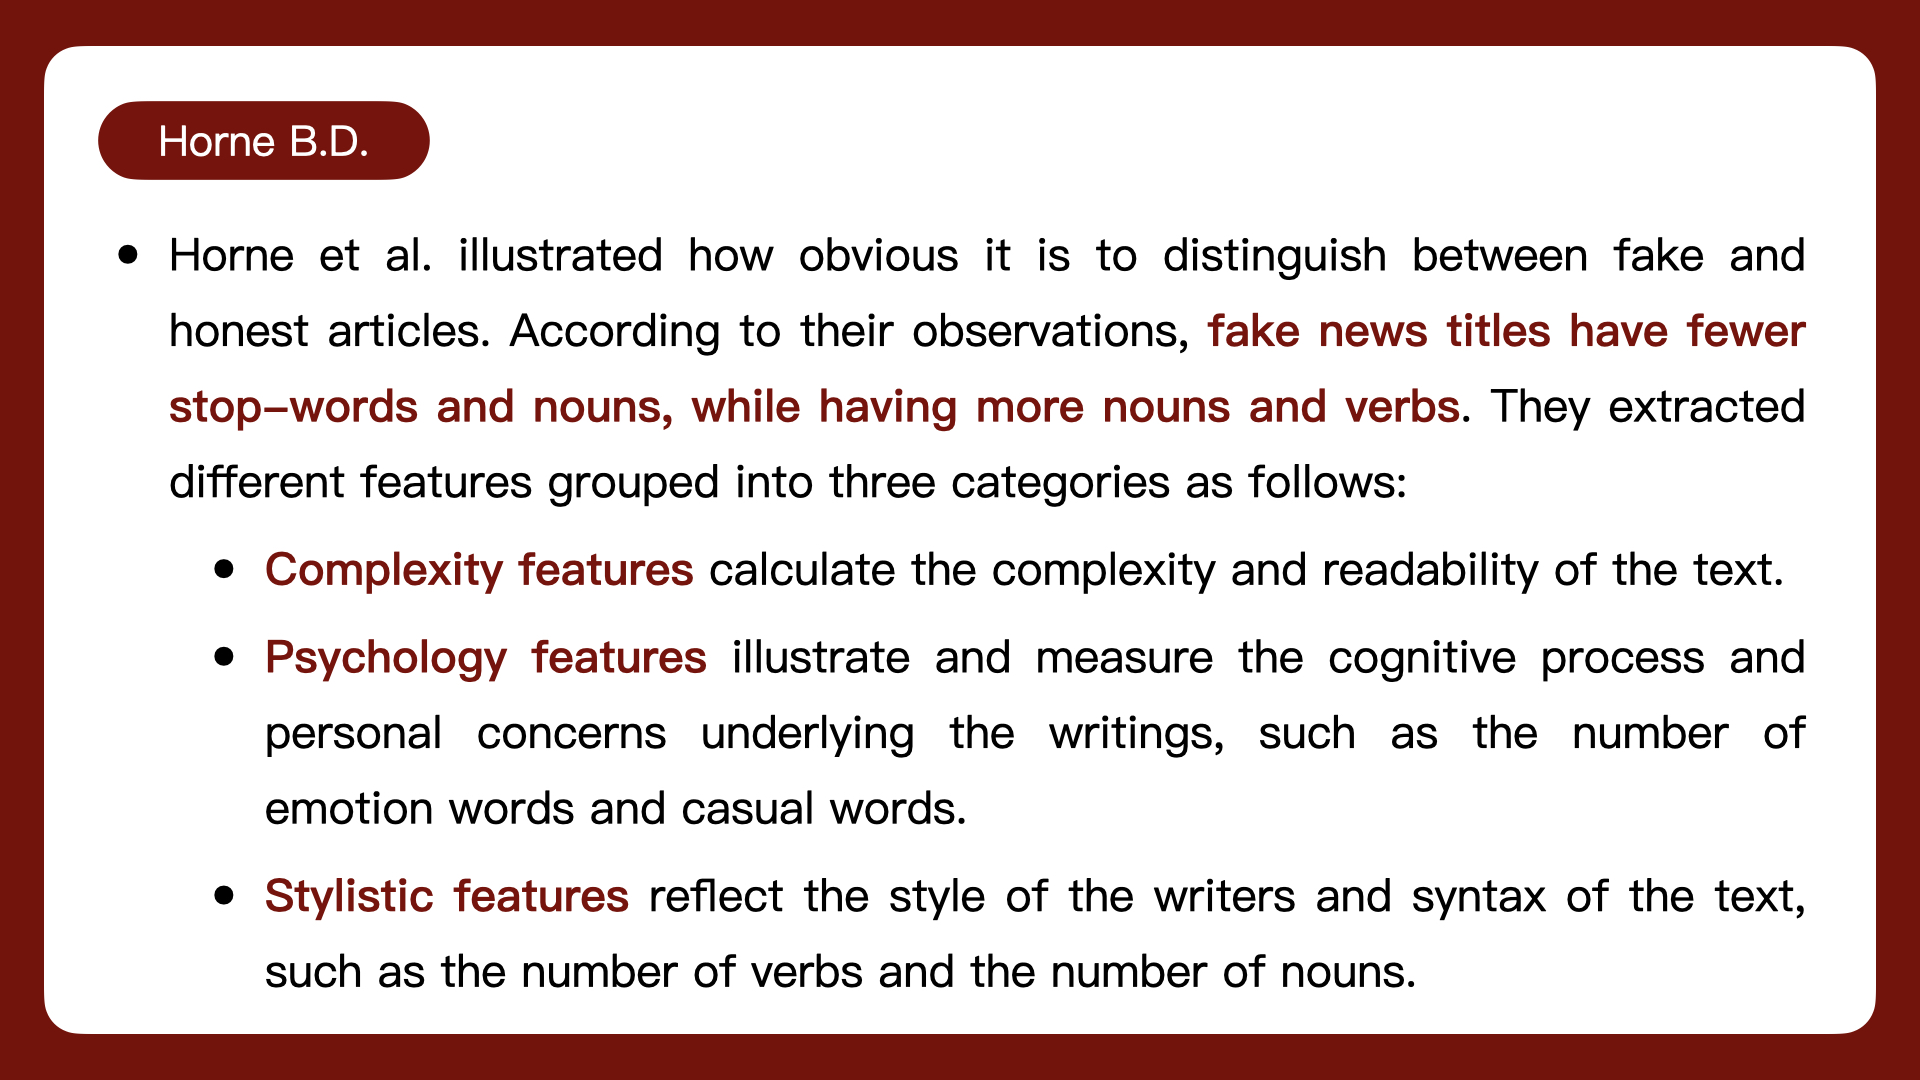 Horne B.D.
• Horne et al. illustrated how obvious it is to distinguish between fake and
honest articles. According to their observations, fake news titles have fewer
stop-words and nouns, while having more nouns and verbs. They extracted
different features grouped into three categories as follows:
• Complexity features calculate the complexity and readability of the text.
• Psychology features illustrate and measure the cognitive process and
personal concerns underlying the writings, such as the number of
emotion words and casual words.
• Stylistic features reflect the style of the writers and syntax of the text,
such as the number of verbs and the number of nouns.